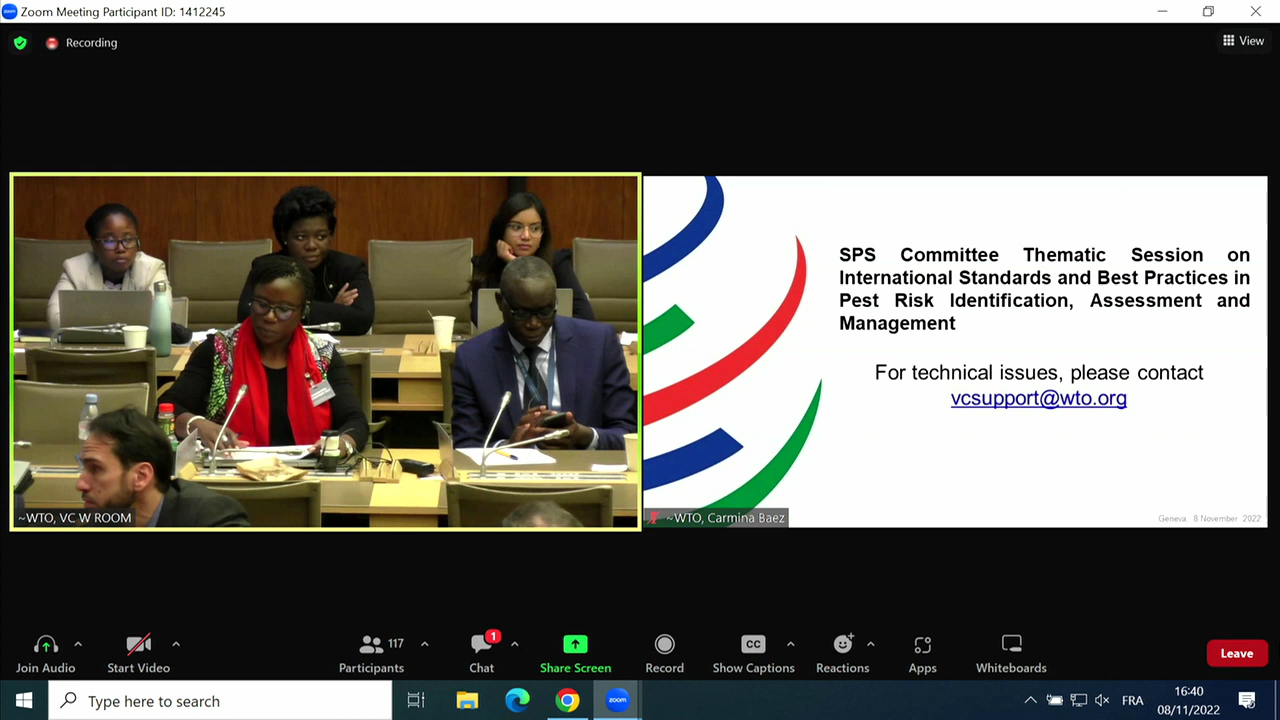 Zoom Meeting Participant ID: 1412245
Recording
View
SPS Committee Thematic Session on
International Standards and Best Practices in
Pest Risk Identification, Assessment and
Management
For technical issues, please contact
vcsupport@wto.org
~WTO, VC W ROOM
~WTO, Carmina Baez
Geneva, 8 November 2022
Join Audio
Start Video
117
Participants
1
Chat
Share Screen
Record
CC
Show Captions
Reactions
Apps
Whiteboards
Leave
Type here to search
zoom
FRA
16:40
08/11/2022